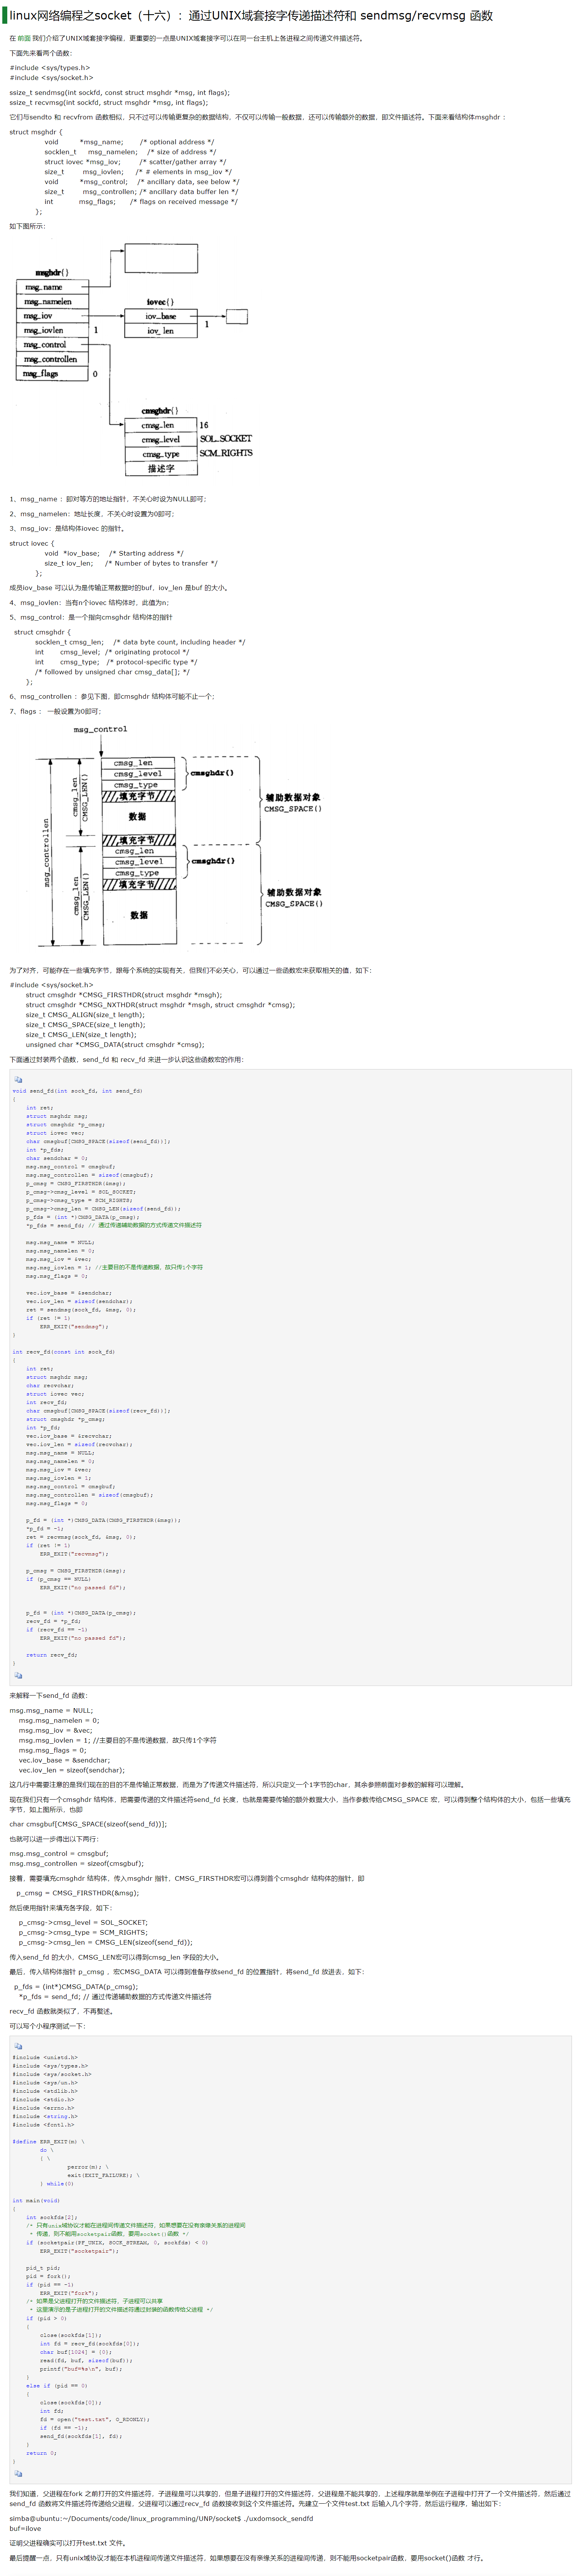 linux网络编程之socket（十六）：通过UNIX域套接字传递描述符和 sendmsg/recvmsg 函数
在 前面 我们介绍了UNIX域套接字编程，更重要的一点是UNIX域套接字可以在同一台主机上各进程之间传递文件描述符。
下面先来看两个函数：
#include <sys/types.h>
#include <sys/socket.h>
ssize_t sendmsg(int sockfd, const struct msghdr *msg, int flags);
ssize_t recvmsg(int sockfd, struct msghdr *msg, int flags);
它们与sendto 和 recvfrom 函数相似，只不过可以传输更复杂的数据结构，不仅可以传输一般数据，还可以传输额外的数据，即文件描述符。下面来看结构体msghdr ：
struct msghdr {
void *msg_name; /* optional address */
socklen_t msg_namelen; /* size of address */
struct iovec *msg_iov; /* scatter/gather array */
size_t msg_iovlen; /* # elements in msg_iov */
void *msg_control; /* ancillary data, see below */
size_t msg_controllen; /* ancillary data buffer len */
int msg_flags; /* flags on received message */
};
如下图所示：
msghdr{}
msg_name
msg_namelen
msg_iov
msg_iovlen 1
msg_control
msg_controllen
msg_flags 0
iovec{}
iov_base
iov_len
1
cmsghdr{}
cmsg_len 16
cmsg_level SOL_SOCKET
cmsg_type SCM_RIGHTS
描述字
1、msg_name ：即对等方的地址指针，不关心时设为NULL即可；
2、msg_namelen：地址长度，不关心时设置为0即可；
3、msg_iov：是结构体iovec 的指针。
struct iovec {
void *iov_base; /* Starting address */
size_t iov_len; /* Number of bytes to transfer */
};
成员iov_base 可以认为是传输正常数据时的buf，iov_len 是buf 的大小。
4、msg_iovlen：当有n个iovec 结构体时，此值为n；
5、msg_control：是一个指向cmsghdr 结构体的指针
struct cmsghdr {
socklen_t cmsg_len; /* data byte count, including header */
int cmsg_level; /* originating protocol */
int cmsg_type; /* protocol-specific type */
/* followed by unsigned char cmsg_data[]; */
};
6、msg_controllen ：参见下图，即cmsghdr 结构体可能不止一个；
7、flags ： 一般设置为0即可；
msg_control
cmsg_len
cmsg_level
cmsg_type
填充字节
数据
填充字节
cmsg_len
cmsg_level
cmsg_type
填充字节
数据
cmsghdr{}
辅助数据对象
CMSG_SPACE()
cmsghdr{}
辅助数据对象
CMSG_SPACE()
msg_controllen
cmsg_len
CMSG_LEN()
cmsg_len
CMSG_LEN()
为了对齐，可能存在一些填充字节，跟每个系统的实现有关，但我们不必关心，可以通过一些函数宏来获取相关的值，如下：
#include <sys/socket.h>
struct cmsghdr *CMSG_FIRSTHDR(struct msghdr *msgh);
struct cmsghdr *CMSG_NXTHDR(struct msghdr *msgh, struct cmsghdr *cmsg);
size_t CMSG_ALIGN(size_t length);
size_t CMSG_SPACE(size_t length);
size_t CMSG_LEN(size_t length);
unsigned char *CMSG_DATA(struct cmsghdr *cmsg);
下面通过封装两个函数，send_fd 和 recv_fd 来进一步认识这些函数宏的作用：
void send_fd(int sock_fd, int send_fd)
{
int ret;
struct msghdr msg;
struct cmsghdr *p_cmsg;
struct iovec vec;
char cmsgbuf[CMSG_SPACE(sizeof(send_fd))];
int *p_fds;
char sendchar = 0;
msg.msg_control = cmsgbuf;
msg.msg_controllen = sizeof(cmsgbuf);
p_cmsg = CMSG_FIRSTHDR(&msg);
p_cmsg->cmsg_level = SOL_SOCKET;
p_cmsg->cmsg_type = SCM_RIGHTS;
p_cmsg->cmsg_len = CMSG_LEN(sizeof(send_fd));
p_fds = (int *)CMSG_DATA(p_cmsg);
*p_fds = send_fd; // 通过传递辅助数据的方式传递文件描述符
msg.msg_name = NULL;
msg.msg_namelen = 0;
msg.msg_iov = &vec;
msg.msg_iovlen = 1; //主要目的不是传递数据，故只传1个字符
msg.msg_flags = 0;
vec.iov_base = &sendchar;
vec.iov_len = sizeof(sendchar);
ret = sendmsg(sock_fd, &msg, 0);
if (ret != 1)
ERR_EXIT("sendmsg");
}
int recv_fd(const int sock_fd)
{
int ret;
struct msghdr msg;
char recvchar;
struct iovec vec;
int recv_fd;
char cmsgbuf[CMSG_SPACE(sizeof(recv_fd))];
struct cmsghdr *p_cmsg;
int *p_fd;
vec.iov_base = &recvchar;
vec.iov_len = sizeof(recvchar);
msg.msg_name = NULL;
msg.msg_namelen = 0;
msg.msg_iov = &vec;
msg.msg_iovlen = 1;
msg.msg_control = cmsgbuf;
msg.msg_controllen = sizeof(cmsgbuf);
msg.msg_flags = 0;
p_fd = (int *)CMSG_DATA(CMSG_FIRSTHDR(&msg));
*p_fd = -1;
ret = recvmsg(sock_fd, &msg, 0);
if (ret != 1)
ERR_EXIT("recvmsg");
p_cmsg = CMSG_FIRSTHDR(&msg);
if (p_cmsg == NULL)
ERR_EXIT("no passed fd");
p_fd = (int *)CMSG_DATA(p_cmsg);
recv_fd = *p_fd;
if (recv_fd == -1)
ERR_EXIT("no passed fd");
return recv_fd;
}
来解释一下send_fd 函数：
msg.msg_name = NULL;
msg.msg_namelen = 0;
msg.msg_iov = &vec;
msg.msg_iovlen = 1; //主要目的不是传递数据，故只传1个字符
msg.msg_flags = 0;
vec.iov_base = &sendchar;
vec.iov_len = sizeof(sendchar);
这几行中需要注意的是我们现在的目的不是传输正常数据，而是为了传递文件描述符，所以只定义一个1字节的char，其余参照前面对参数的解释可以理解。
现在我们只有一个cmsghdr 结构体，把需要传递的文件描述符send_fd 长度，也就是需要传输的额外数据大小，当作参数传给CMSG_SPACE 宏，可以得到整个结构体的大小，包括一些填充
字节，如上图所示，也即
char cmsgbuf[CMSG_SPACE(sizeof(send_fd))];
也就可以进一步得出以下两行：
msg.msg_control = cmsgbuf;
msg.msg_controllen = sizeof(cmsgbuf);
接着，需要填充cmsghdr 结构体，传入msghdr 指针，CMSG_FIRSTHDR宏可以得到首个cmsghdr 结构体的指针，即
p_cmsg = CMSG_FIRSTHDR(&msg);
然后使用指针来填充各字段，如下：
p_cmsg->cmsg_level = SOL_SOCKET;
p_cmsg->cmsg_type = SCM_RIGHTS;
p_cmsg->cmsg_len = CMSG_LEN(sizeof(send_fd));
传入send_fd 的大小，CMSG_LEN宏可以得到cmsg_len 字段的大小。
最后，传入结构体指针 p_cmsg ，宏CMSG_DATA 可以得到准备存放send_fd 的位置指针，将send_fd 放进去，如下：
p_fds = (int*)CMSG_DATA(p_cmsg);
*p_fds = send_fd; // 通过传递辅助数据的方式传递文件描述符
recv_fd 函数就类似了，不再整述。
可以写个小程序测试一下：
#include <unistd.h>
#include <sys/types.h>
#include <sys/socket.h>
#include <sys/un.h>
#include <stdlib.h>
#include <stdio.h>
#include <errno.h>
#include <string.h>
#include <fcntl.h>
#define ERR_EXIT(m) \
do \
{ \
perror(m); \
exit(EXIT_FAILURE); \
} while(0)
int main(void)
{
int sockfds[2];
/* 只有unix域协议才能在进程间传递文件描述符，如果想要在没有亲缘关系的进程间
* 传递，则不能用socketpair函数，要用socket()函数 */
if (socketpair(PF_UNIX, SOCK_STREAM, 0, sockfds) < 0)
ERR_EXIT("socketpair");
pid_t pid;
pid = fork();
if (pid == -1)
ERR_EXIT("fork");
/* 如果是父进程打开的文件描述符，子进程可以共享
* 这里演示的是子进程打开的文件描述符通过封装的函数传给父进程 */
if (pid > 0)
{
close(sockfds[1]);
int fd = recv_fd(sockfds[0]);
char buf[1024] = {0};
read(fd, buf, sizeof(buf));
printf("buf=%s\n", buf);
}
else if (pid == 0)
{
close(sockfds[0]);
int fd;
fd = open("test.txt", O_RDONLY);
if (fd == -1);
send_fd(sockfds[1], fd);
}
return 0;
}
我们知道，父进程在fork 之前打开的文件描述符，子进程是可以共享的，但是子进程打开的文件描述符，父进程是不能共享的，上述程序就是举例在子进程中打开了一个文件描述符，然后通过
send_fd 函数将文件描述符传递给父进程，父进程可以通过recv_fd 函数接收到这个文件描述符。先建立一个文件test.txt 后输入几个字符，然后运行程序，输出如下：
simba@ubuntu:~/Documents/code/linux_programming/UNP/socket$ ./uxdomsock_sendfd
buf=ilove
证明父进程确实可以打开test.txt 文件。
最后提醒一点，只有unix域协议才能在本机进程间传递文件描述符，如果想要在没有亲缘关系的进程间传递，则不能用socketpair函数，要用socket()函数 才行。